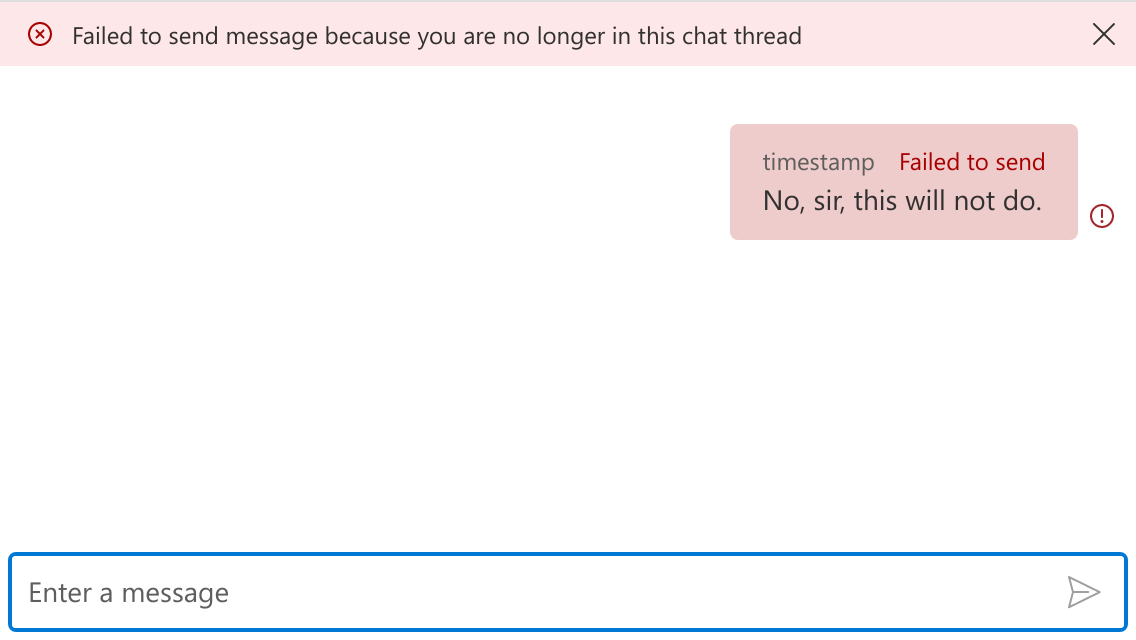 Failed to send message because you are no longer in this chat thread
timestamp Failed to send
No, sir, this will not do.
Enter a message